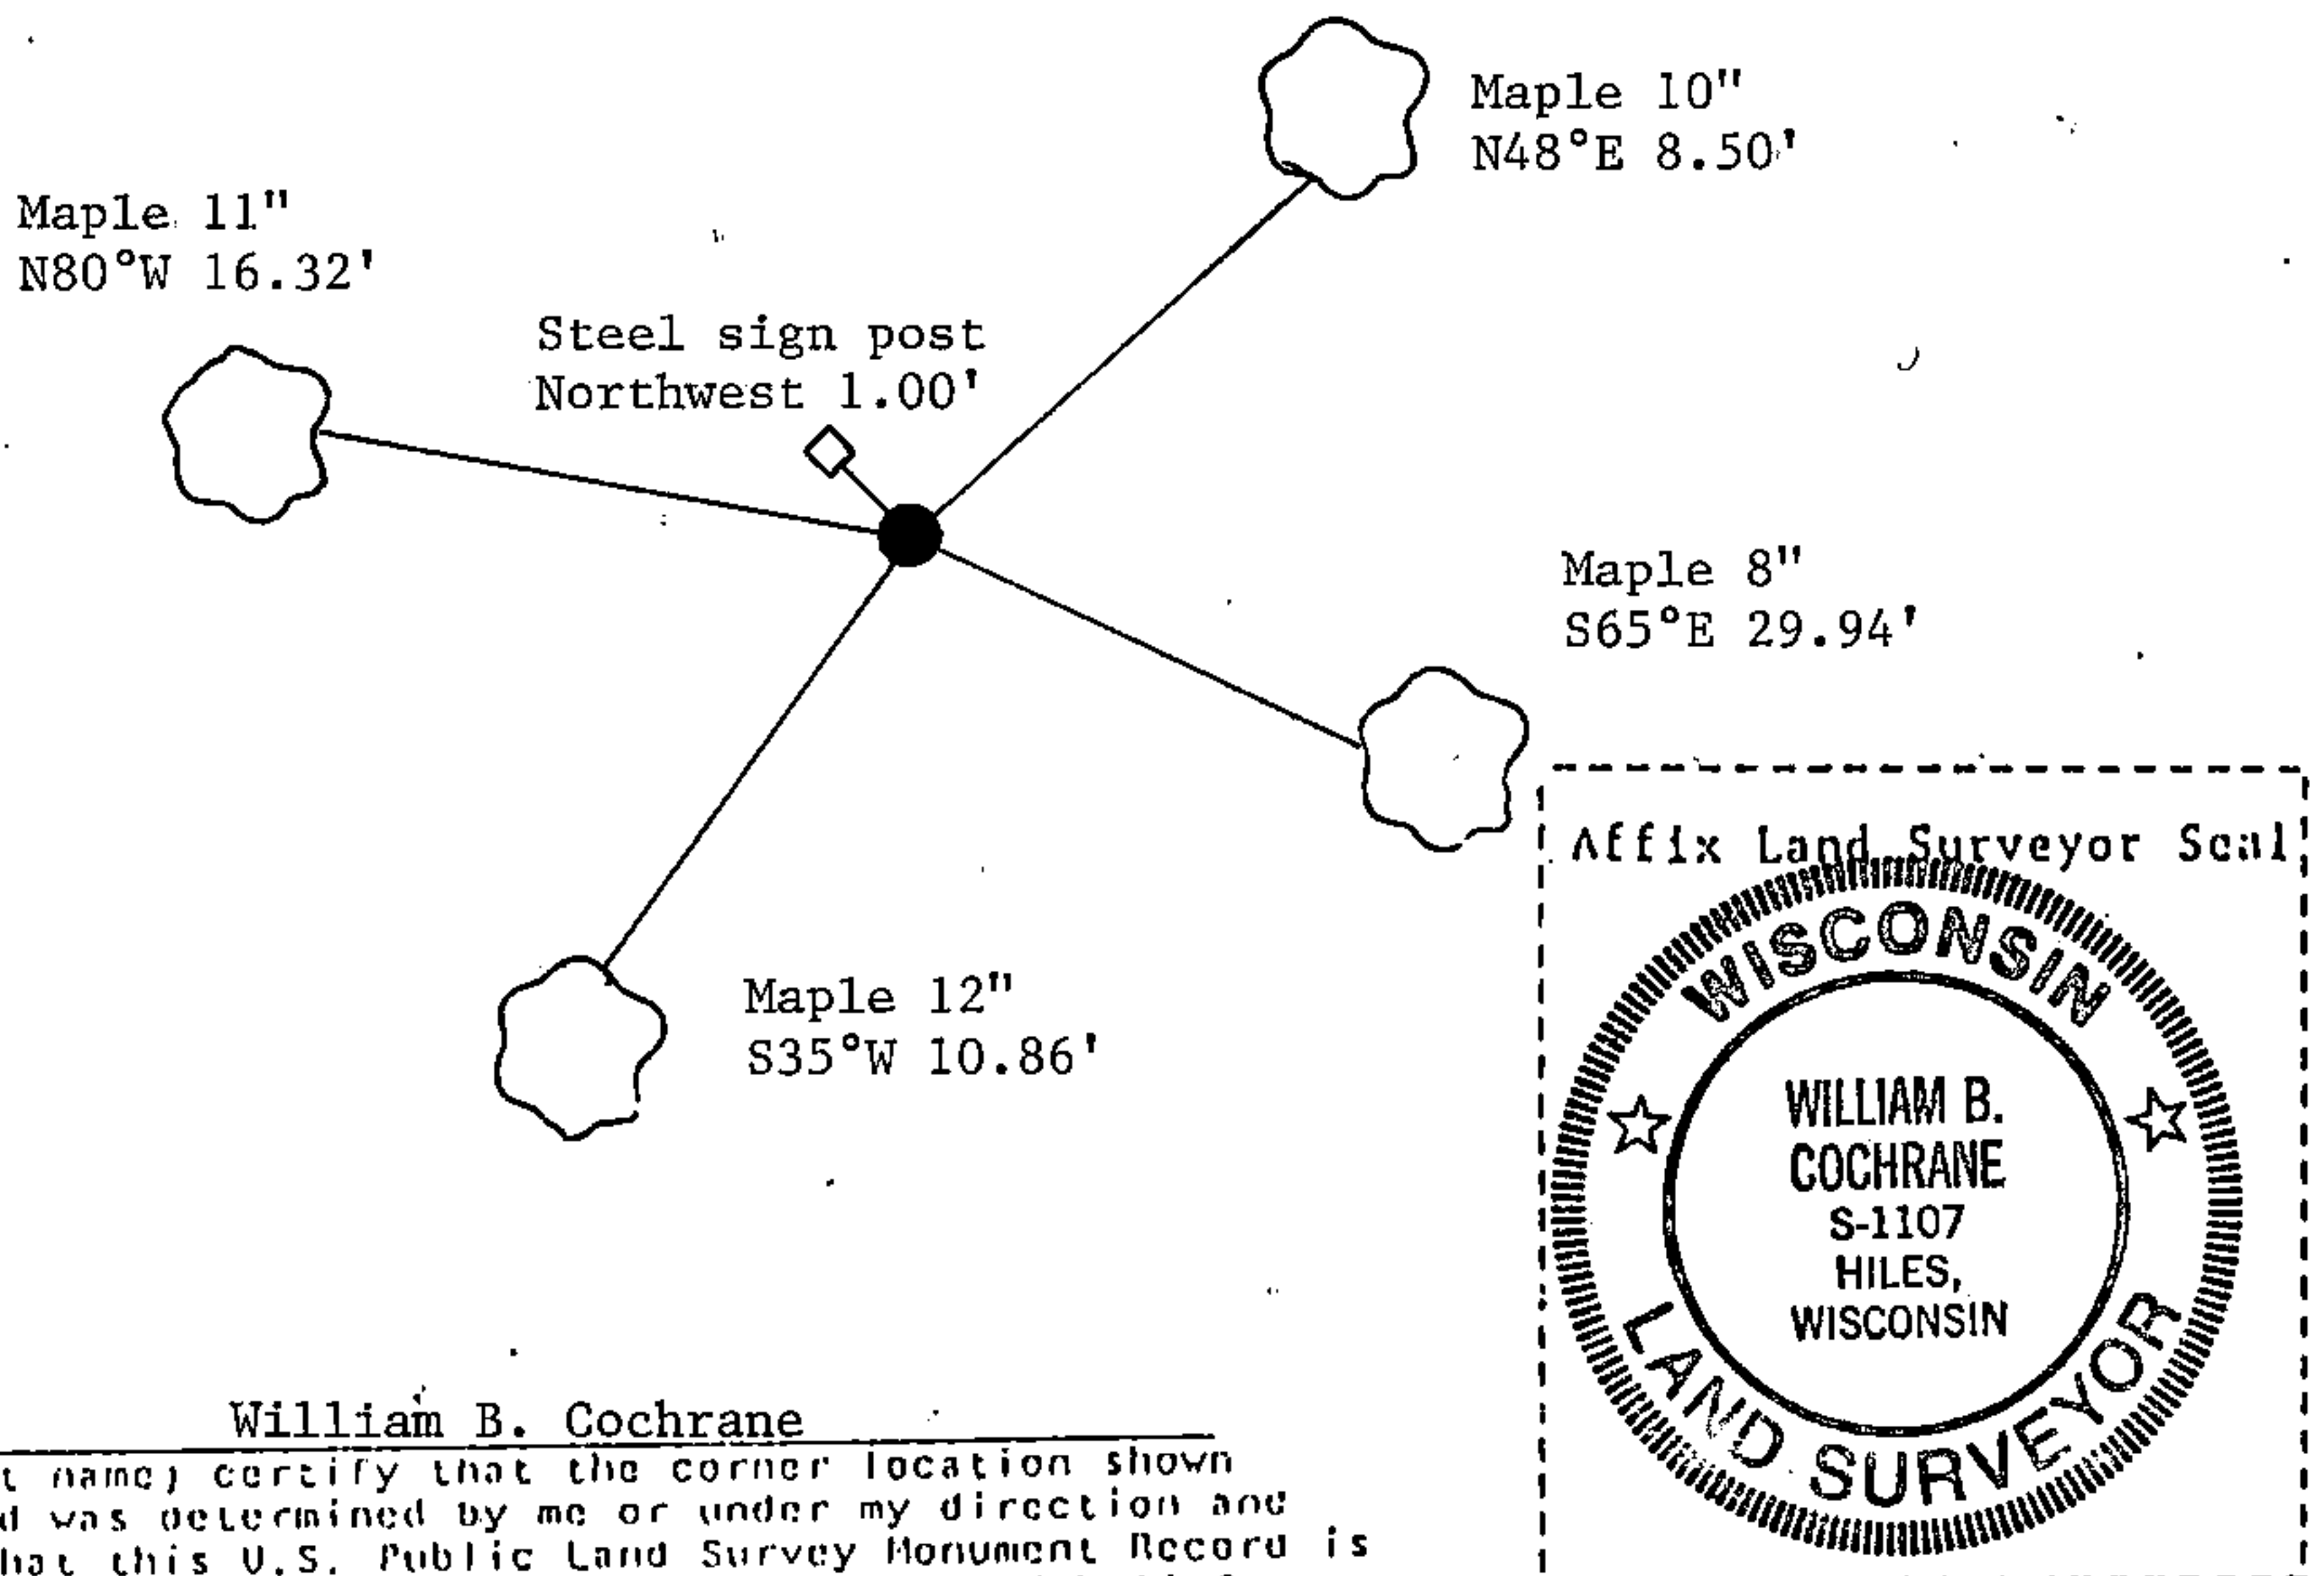 Maple 10"
N48°E 8.50'
Maple 11"
N80°W 16.32'
Steel sign post
Northwest 1.00'
Maple 8"
S65°E 29.94'
Maple 12"
S35°W 10.86'
Affix Land Surveyor Seal
WISCONSIN
WILLIAM B.
COCHRANE
S-1107
HILES,
WISCONSIN
LAND SURVEYOR
William B. Cochrane
t name) certify that the corner location shown
d was determined by me or under my direction and
hat this U.S. Public Land Survey Monument Record is